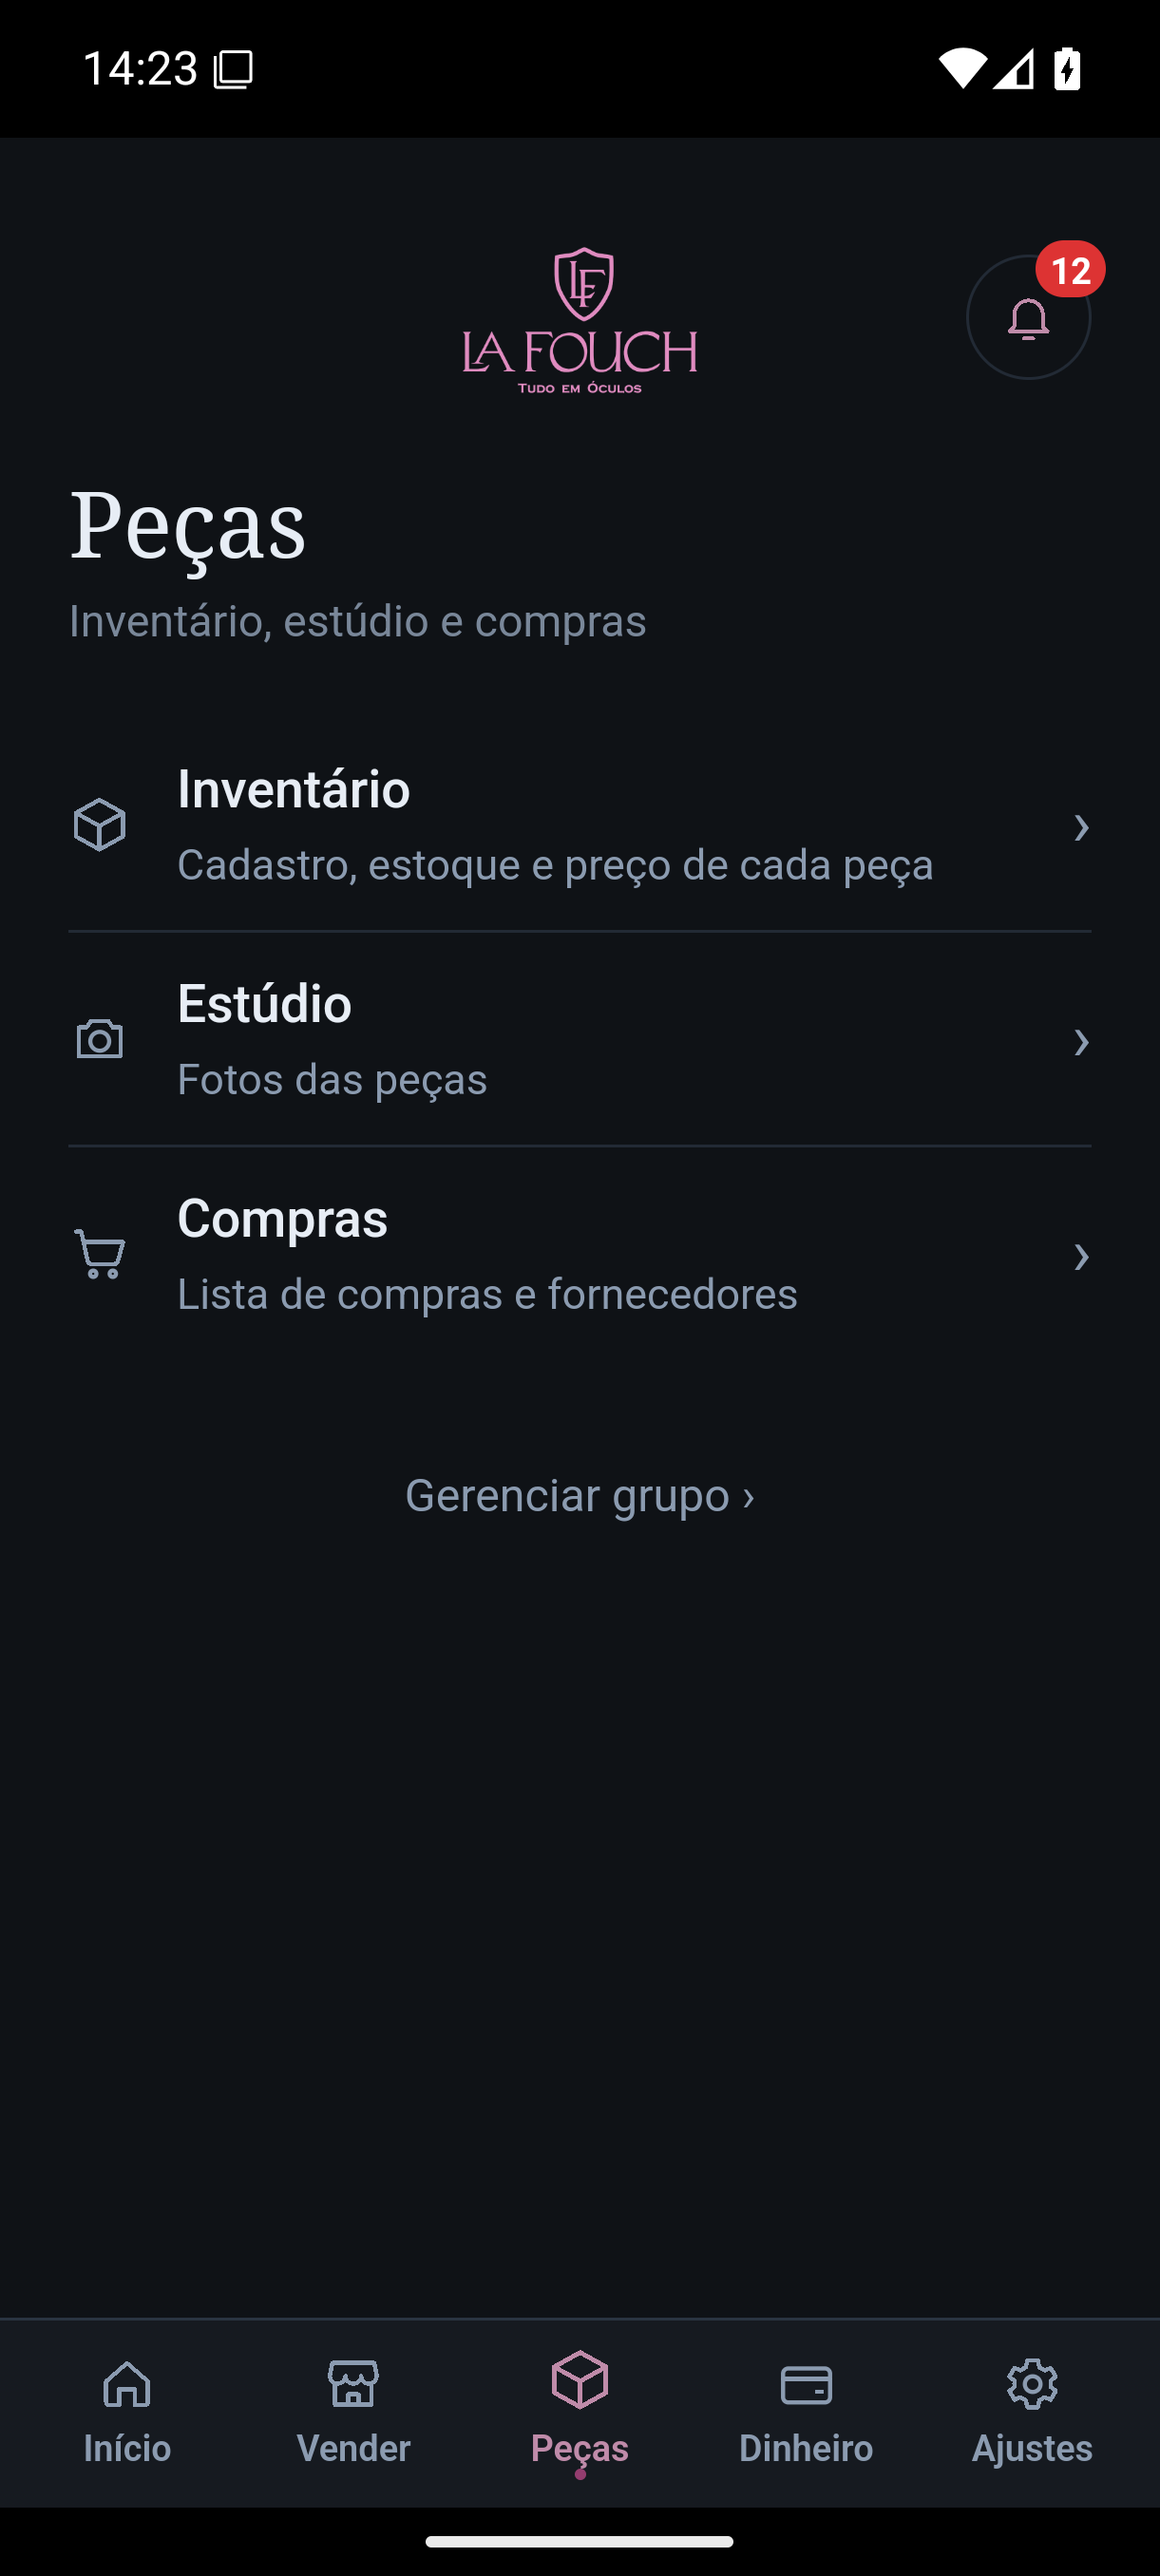 14:23
12
LF
LA FOUCH
TUDO EM ÓCULOS
Peças
Inventário, estúdio e compras
Inventário
Cadastro, estoque e preço de cada peça
›
Estúdio
Fotos das peças
›
Compras
Lista de compras e fornecedores
›
Gerenciar grupo ›
Início
Vender
Peças
Dinheiro
Ajustes